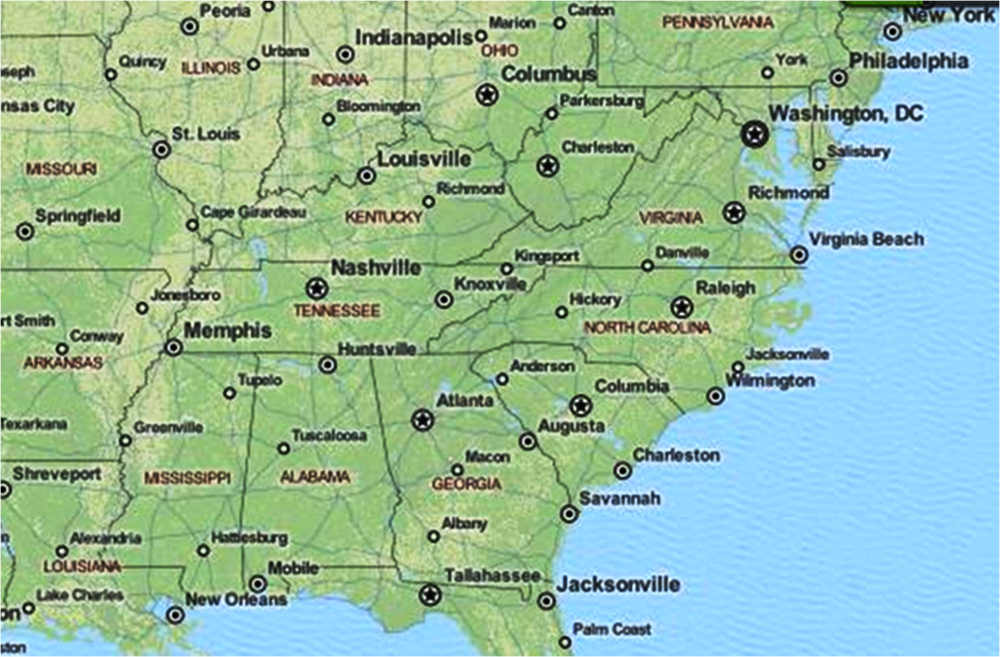 Peoria
Canton
New York
Marion
PENNSYLVANIA
Indianapolis
OHIO
Urbana
Quincy
ILLINOIS
York
Philadelphia
seph
INDIANA
Columbus
nsas City
Bloomington
Parkersburg
Washington, DC
St. Louis
Louisville
Charleston
Salisbury
MISSOURI
Richmond
Richmond
Springfield
Cape Girardeau
KENTUCKY
VIRGINIA
Virginia Beach
Kingsport
Danville
Nashville
Knoxville
Raleigh
Jonesboro
Hickory
TENNESSEE
rt Smith
Conway
Memphis
NORTH CAROLINA
Huntsville
Jacksonville
ARKANSAS
Anderson
Tupelo
Columbia
Wilmington
Atlanta
Texarkana
Greenville
Tuscaloosa
Augusta
Macon
Charleston
Shreveport
MISSISSIPPI
ALABAMA
GEORGIA
Savannah
n
Alexandria
Hattiesburg
Albany
LOUISIANA
Mobile
Tallahassee
Jacksonville
Lake Charles
New Orleans
on
Palm Coast
ston